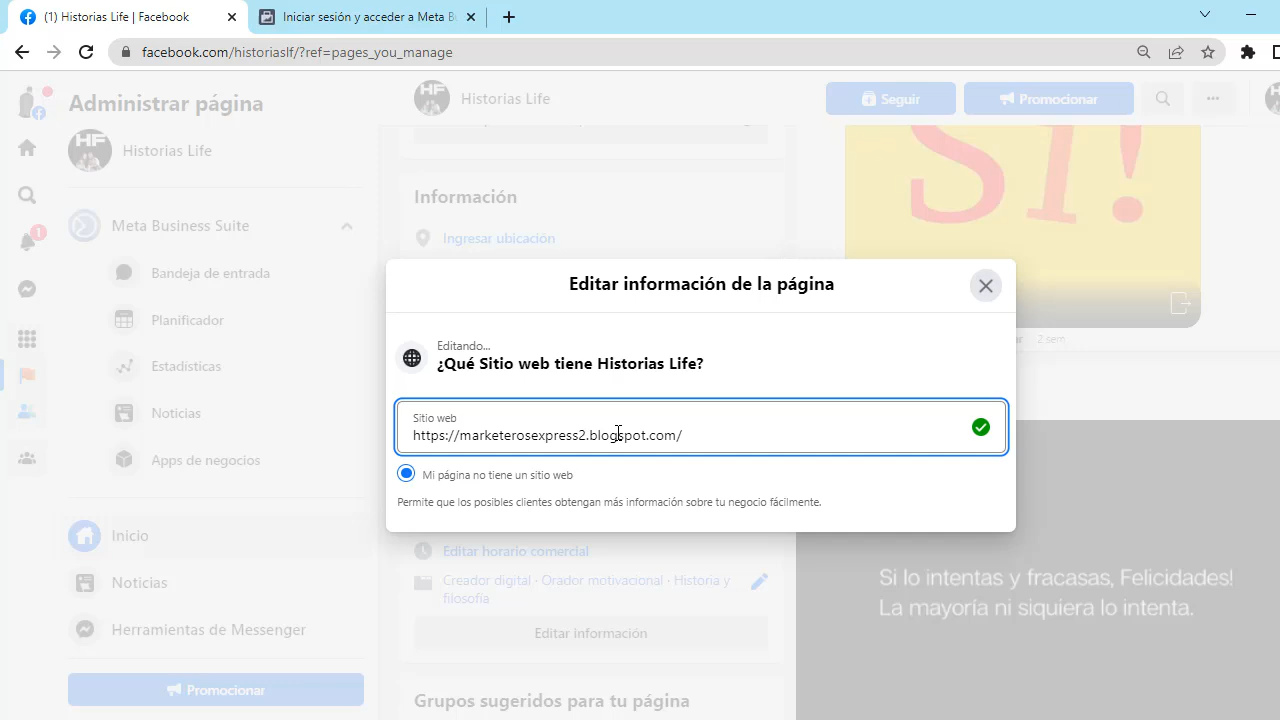 (1) Historias Life | Facebook
Iniciar sesión y acceder a Meta B
facebook.com/historiaslf/?ref=pages_you_manage
Administrar página
HF
Historias Life
Seguir
Promocionar
HF
Historias Life
Meta Business Suite
Bandeja de entrada
Planificador
Estadísticas
Noticias
Apps de negocios
Inicio
Noticias
Herramientas de Messenger
Promocionar
1
Información
Ingresar ubicación
SÍ!
2 sem
Editar información de la página
Editando...
¿Qué Sitio web tiene Historias Life?
Sitio web
https://marketerosexpress2.blogspot.com/
Mi página no tiene un sitio web
Permite que los posibles clientes obtengan más información sobre tu negocio fácilmente.
Editar horario comercial
Creador digital · Orador motivacional · Historia y
filosofía
Editar información
Grupos sugeridos para tu página
Si lo intentas y fracasas, Felicidades!
La mayoría ni siquiera lo intenta.